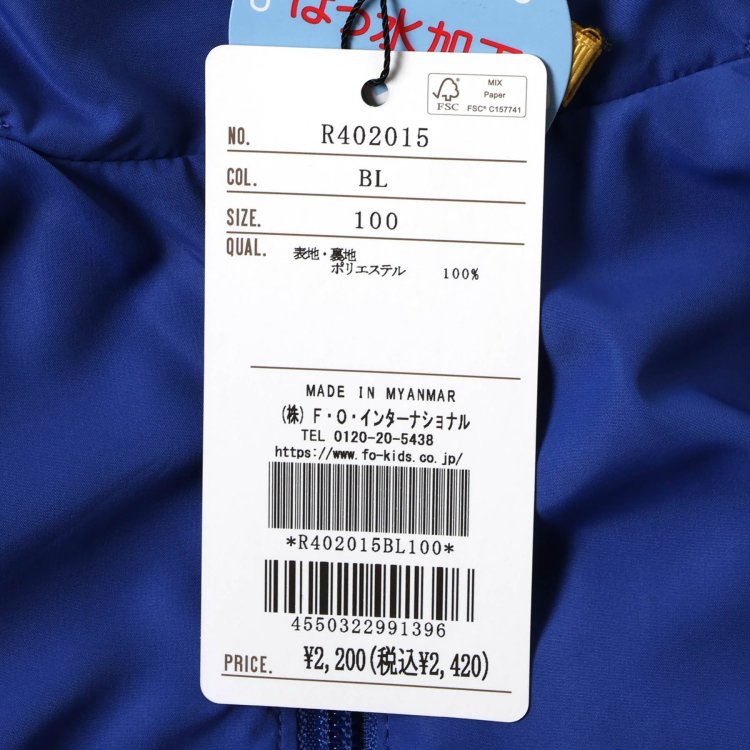 はっ水加工
FSC
MIX
Paper
FSC® C157741
NO. R402015
COL. BL
SIZE. 100
QUAL. 表地・裏地
ポリエステル 100%
MADE IN MYANMAR
(株) F・O・インターナショナル
TEL 0120-20-5438
https://www.fo-kids.co.jp/
*R402015BL100*
4550322991396
PRICE. ¥2,200(税込¥2,420)